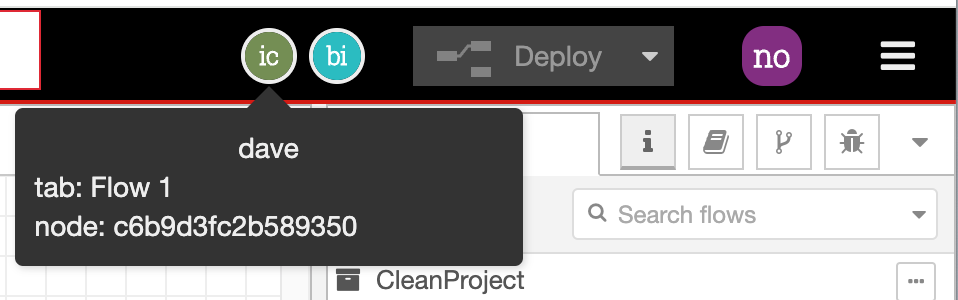 ic bi Deploy no
dave
tab: Flow 1
node: c6b9d3fc2b589350
i
Search flows
CleanProject
...